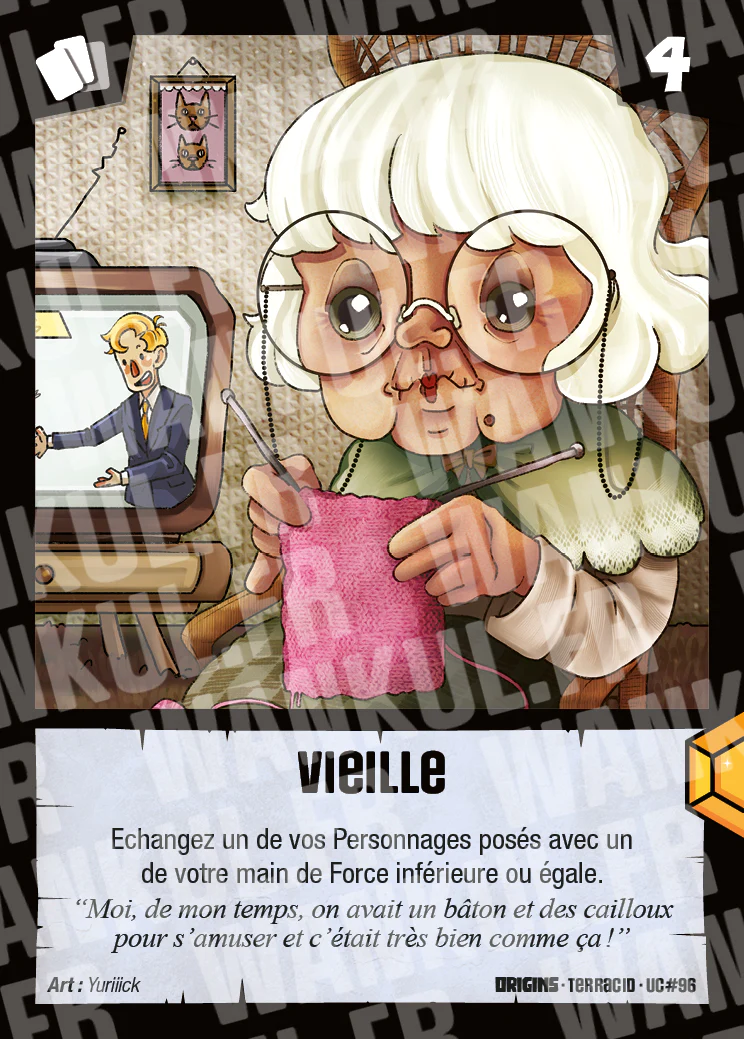 4
VIEILLE
Echangez un de vos Personnages posés avec un
de votre main de Force inférieure ou égale.
“Moi, de mon temps, on avait un bâton et des cailloux
pour s’amuser et c’était très bien comme ça !”
Art : Yuriiick
ORIGINS · TERRACID · UC#96
WANKUL.FR